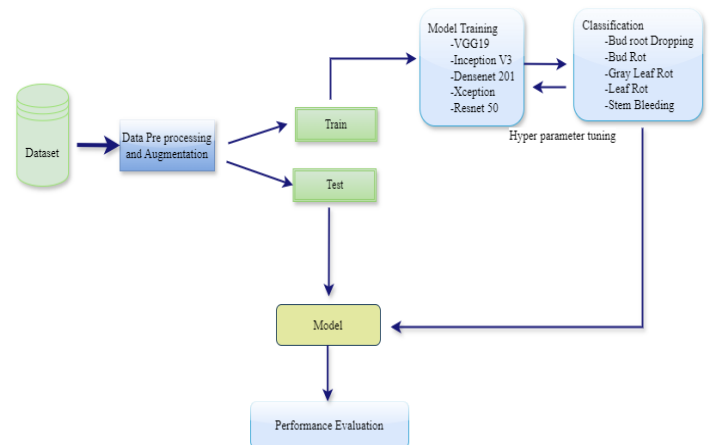 Dataset
Data Pre processing
and Augmentation
Train
Test
Model Training
-VGG19
-Inception V3
-Densenet 201
-Xception
-Resnet 50
Classification
-Bud root Dropping
-Bud Rot
-Gray Leaf Rot
-Leaf Rot
-Stem Bleeding
Hyper parameter tuning
Model
Performance Evaluation